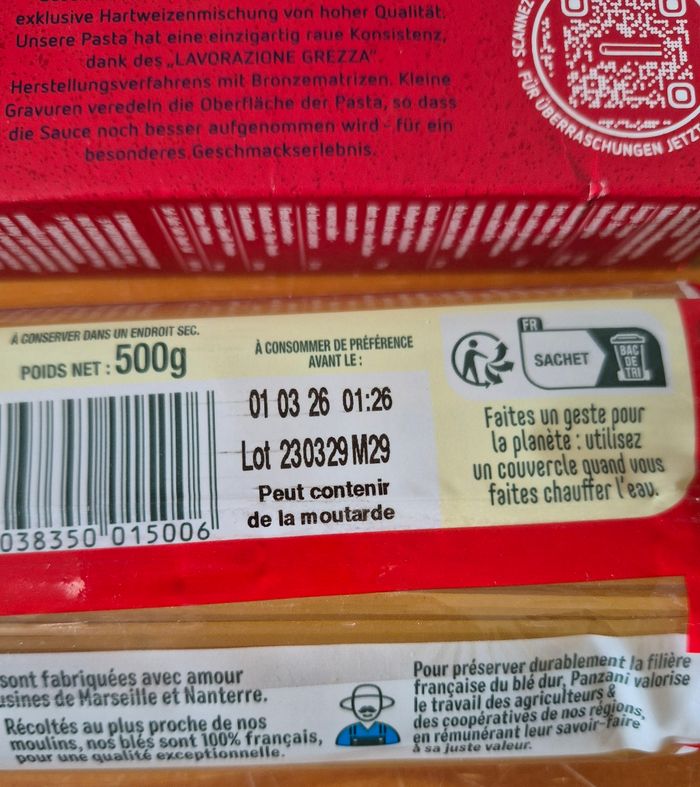 exklusive Hartweizenmischung von hoher Qualität.
Unsere Pasta hat eine einzigartig raue Konsistenz,
dank des „LAVORAZIONE GREZZA"
Herstellungsverfahrens mit Bronzematrizen. Kleine
Gravuren veredeln die Oberfläche der Pasta, so dass
die Sauce noch besser aufgenommen wird - für ein
besonderes Geschmackserlebnis.
• SCANNEZ
FÜR ÜBERRASCHUNGEN JETZT
À CONSERVER DANS UN ENDROIT SEC.
POIDS NET : 500g
038350 015006
À CONSOMMER DE PRÉFÉRENCE
AVANT LE :
01 03 26 01:26
Lot 230329 M29
Peut contenir
de la moutarde
FR
SACHET
BAC
DE
TRI
Faites un geste pour
la planète : utilisez
un couvercle quand vous
faites chauffer l'eau.
sont fabriquées avec amour
usines de Marseille et Nanterre.
Récoltés au plus proche de nos
moulins, nos blés sont 100% français,
pour une qualité exceptionnelle.
Pour préserver durablement la filière
française du blé dur, Panzani valorise
le travail des agriculteurs &
des coopératives de nos régions,
en rémunérant leur savoir-faire
à sa juste valeur.